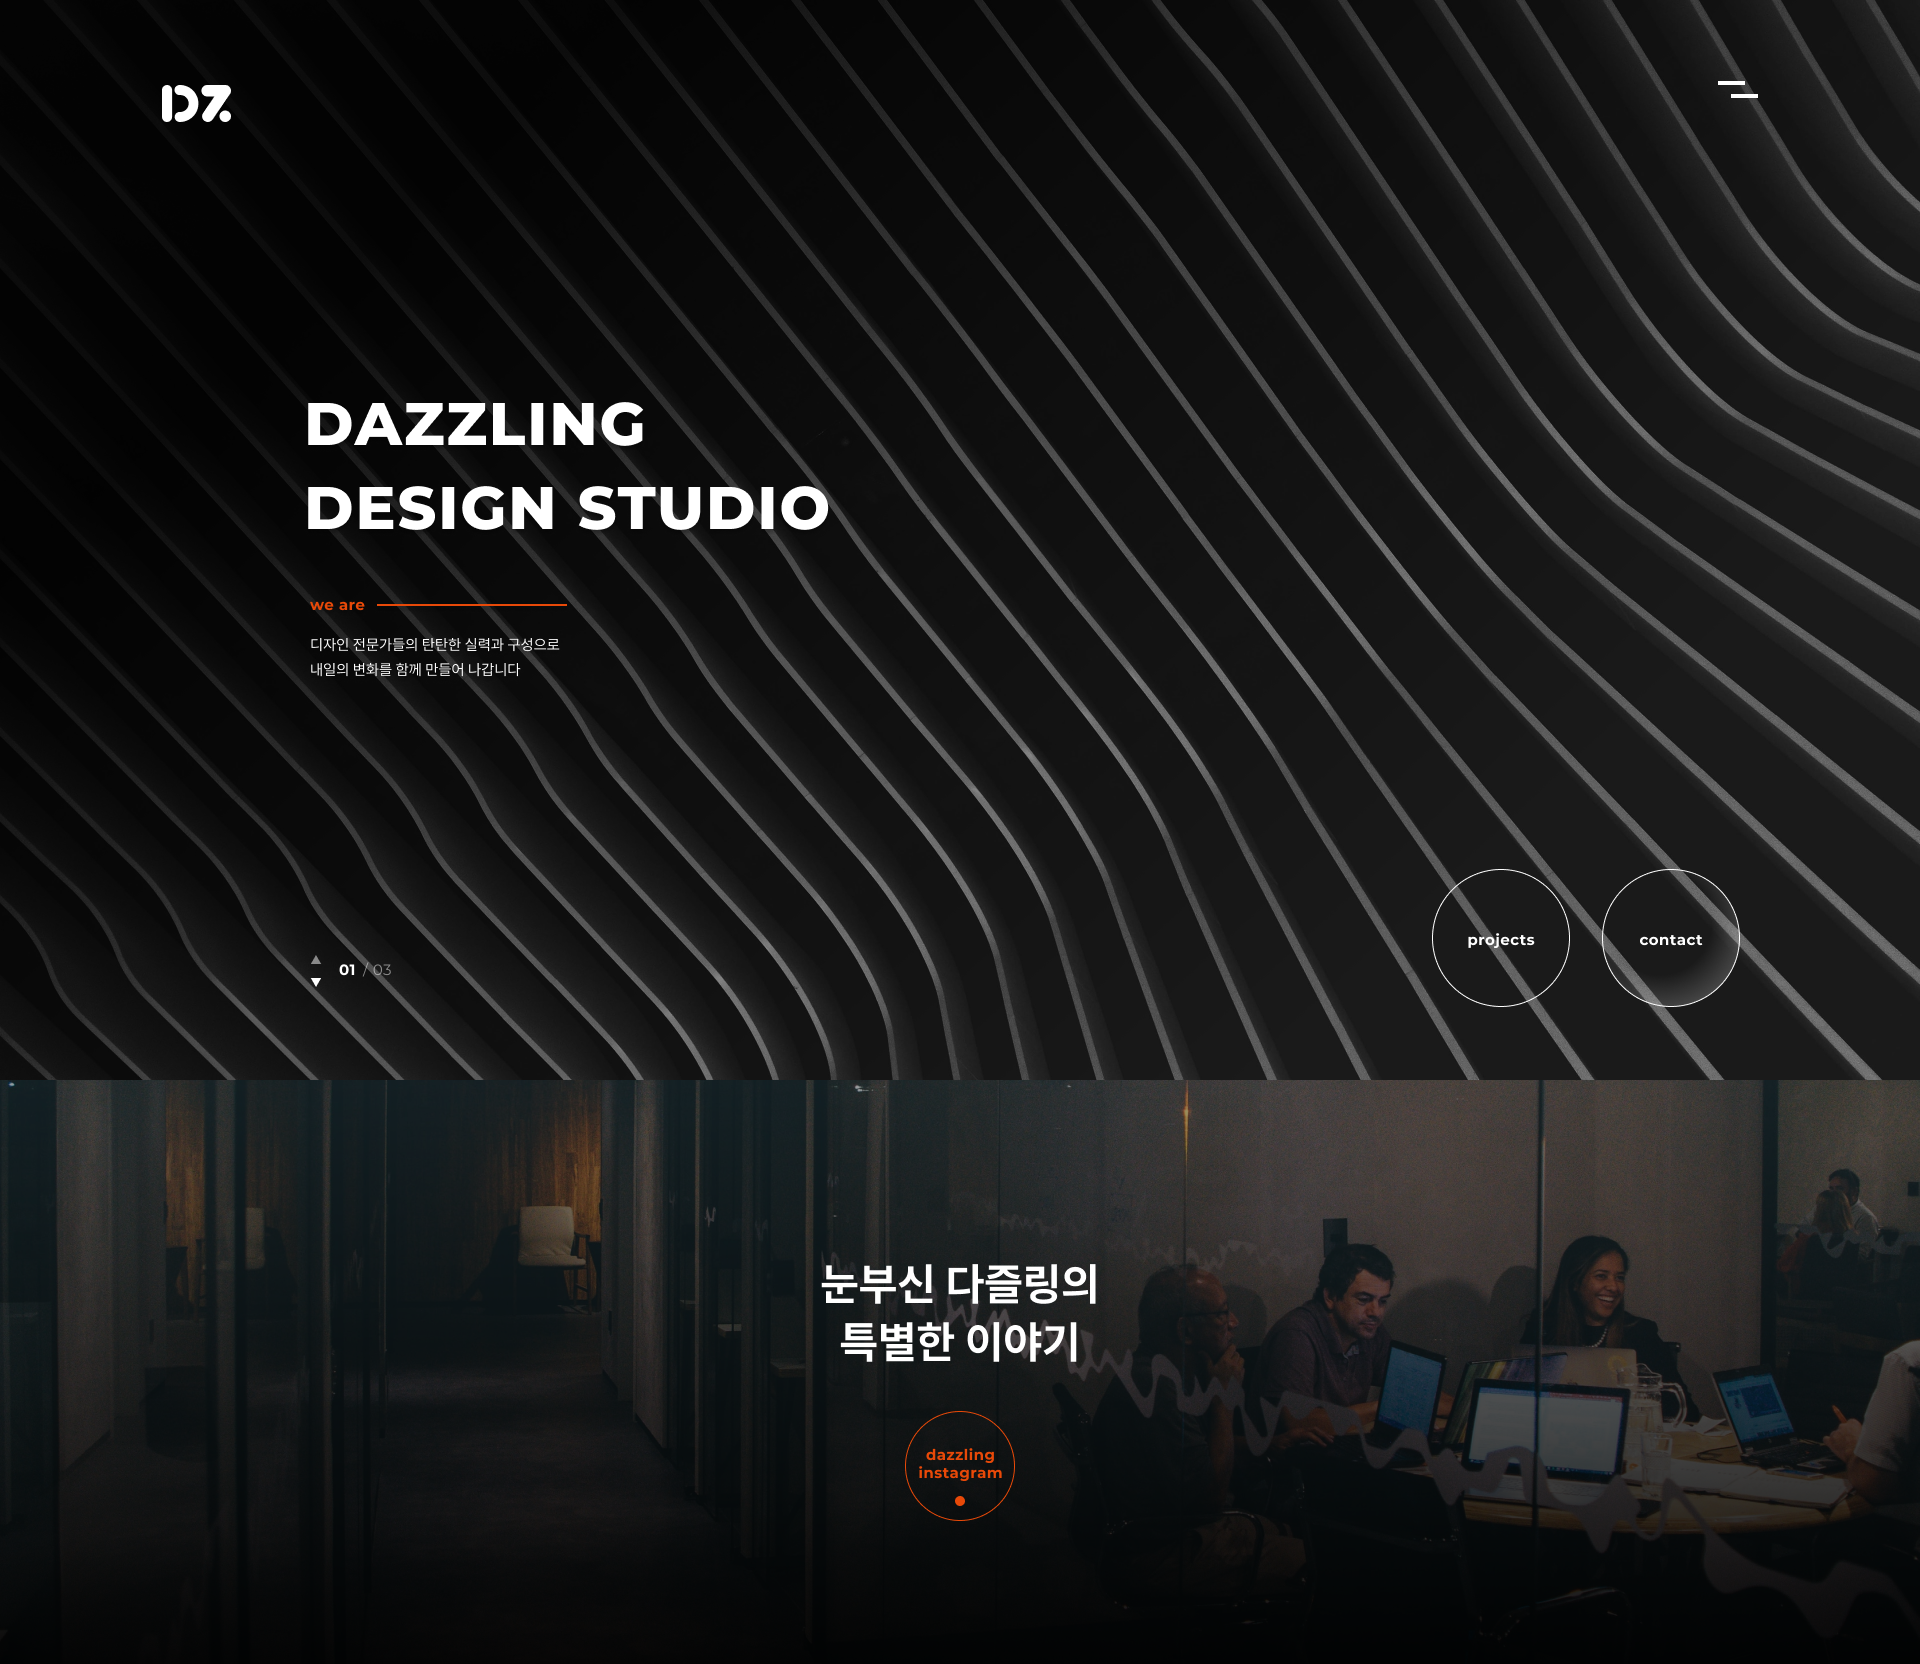 DZ
DAZZLING
DESIGN STUDIO
we are
디자인 전문가들의 탄탄한 실력과 구성으로
내일의 변화를 함께 만들어 나갑니다
01 / 03
projects
contact
눈부신 다즐링의
특별한 이야기
dazzling
instagram